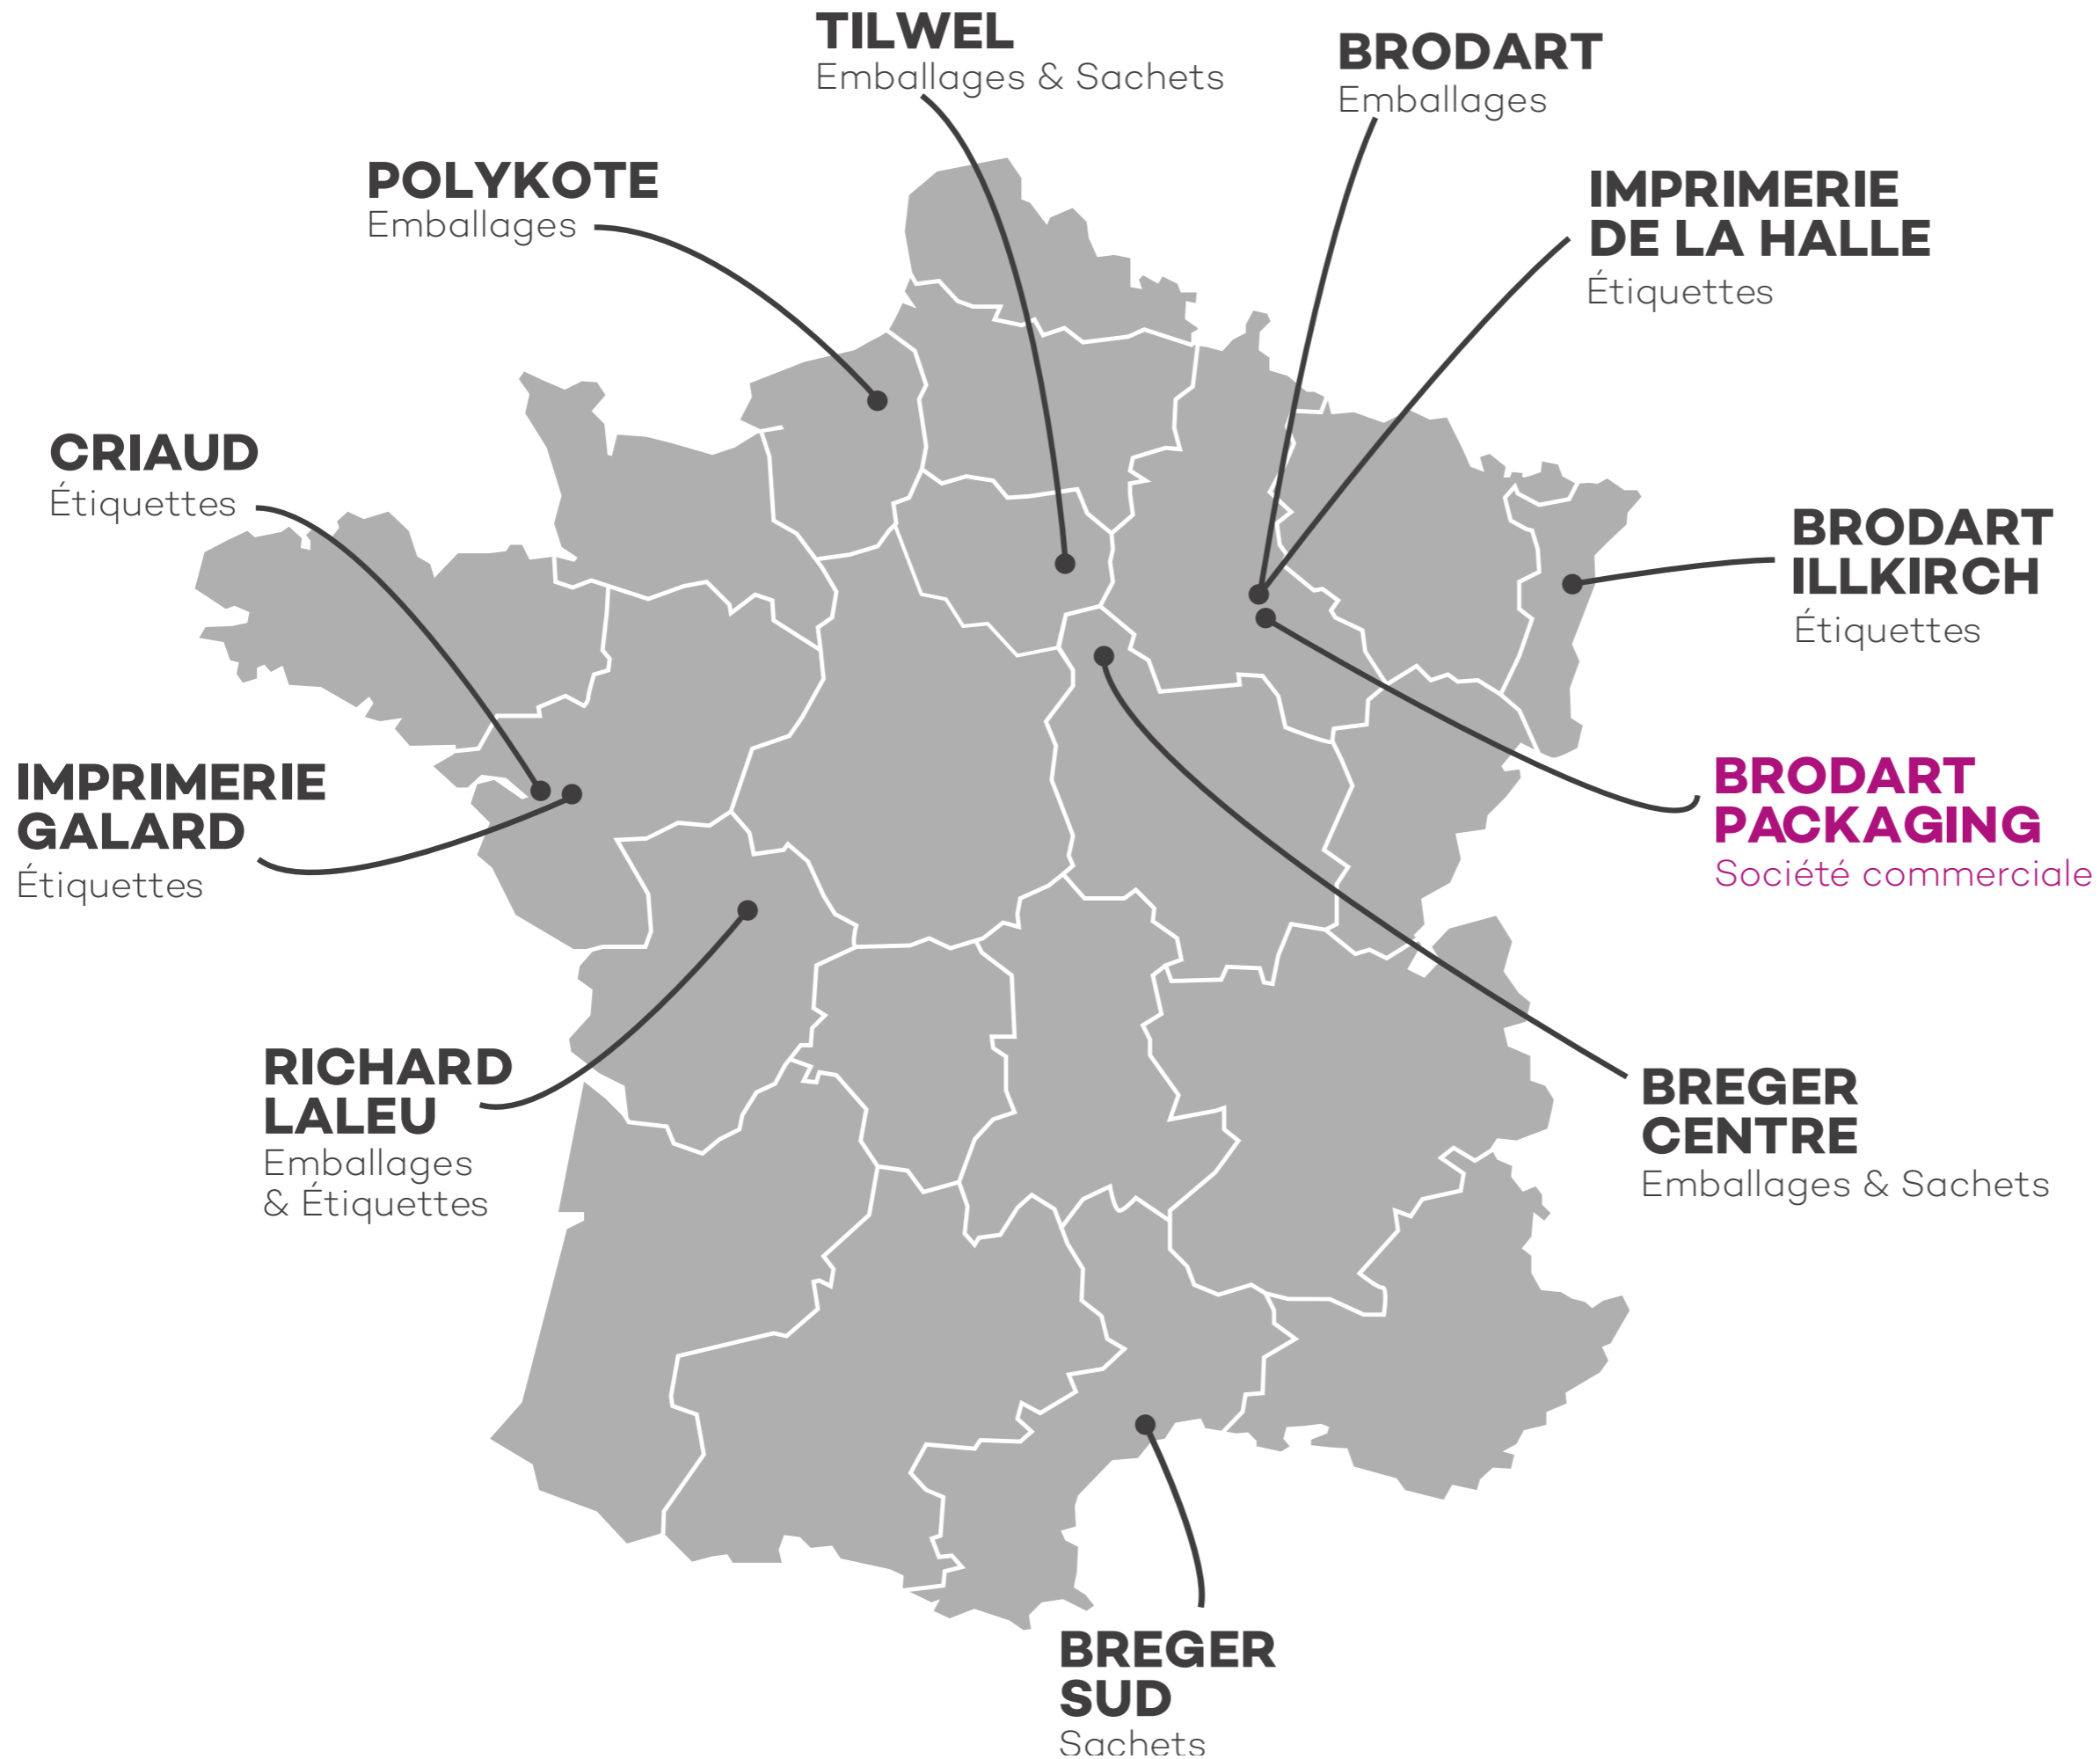 TILWEL
Emballages & Sachets
BRODART
Emballages
POLYKOTE
Emballages
IMPRIMERIE
DE LA HALLE
Étiquettes
CRIAUD
Étiquettes
BRODART
ILLKIRCH
Étiquettes
IMPRIMERIE
GALARD
Étiquettes
BRODART
PACKAGING
Société commerciale
RICHARD
LALEU
Emballages
& Étiquettes
BREGER
CENTRE
Emballages & Sachets
BREGER
SUD
Sachets